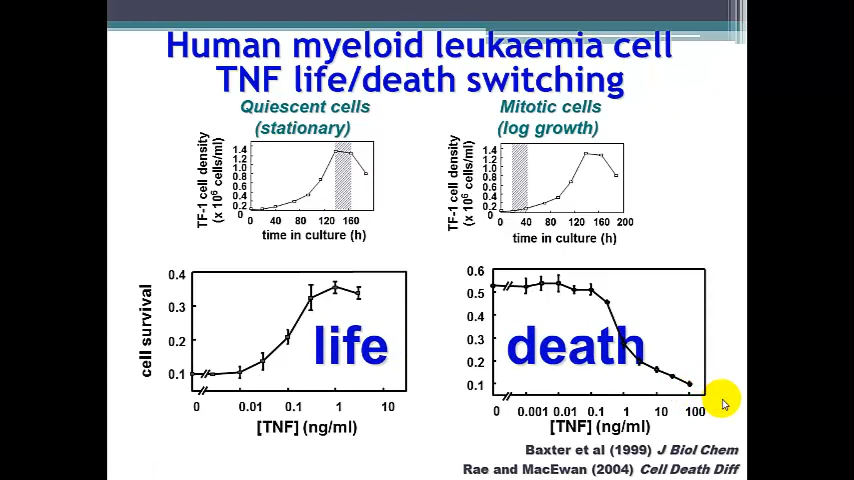 Human myeloid leukaemia cell
TNF life/death switching
Quiescent cells
(stationary)
Mitotic cells
(log growth)
TF-1 cell density
(x 10⁶ cells/ml)
1.4
1.2
0.8
0.6
0.4
0.2
0
0 40 80 120 160
time in culture (h)
TF-1 cell density
(x 10⁶ cells/ml)
1.4
1.2
1.0
0.8
0.6
0.4
0.2
0
0 40 80 120 160 200
time in culture (h)
cell survival
0.4
0.3
0.2
0.1
life
0 0.01 0.1 1 10
[TNF] (ng/ml)
0.6
0.5
0.4
0.3
0.2
0.1
death
0 0.001 0.01 0.1 1 10 100
[TNF] (ng/ml)
Baxter et al (1999) J Biol Chem
Rae and MacEwan (2004) Cell Death Diff